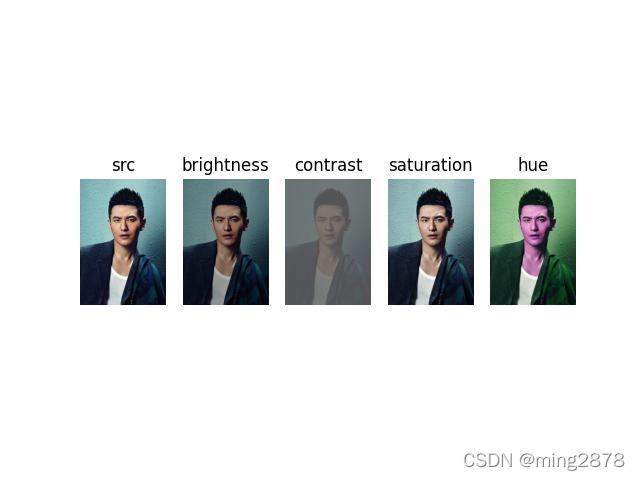 src brightness contrast saturation hue
CSDN @ming2878